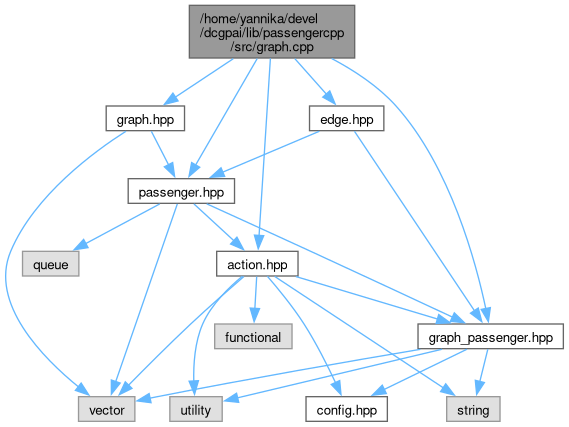 /home/yannika/devel
/dcgpai/lib/passengercpp
/src/graph.cpp
graph.hpp
edge.hpp
passenger.hpp
queue
action.hpp
functional
graph_passenger.hpp
vector
utility
config.hpp
string